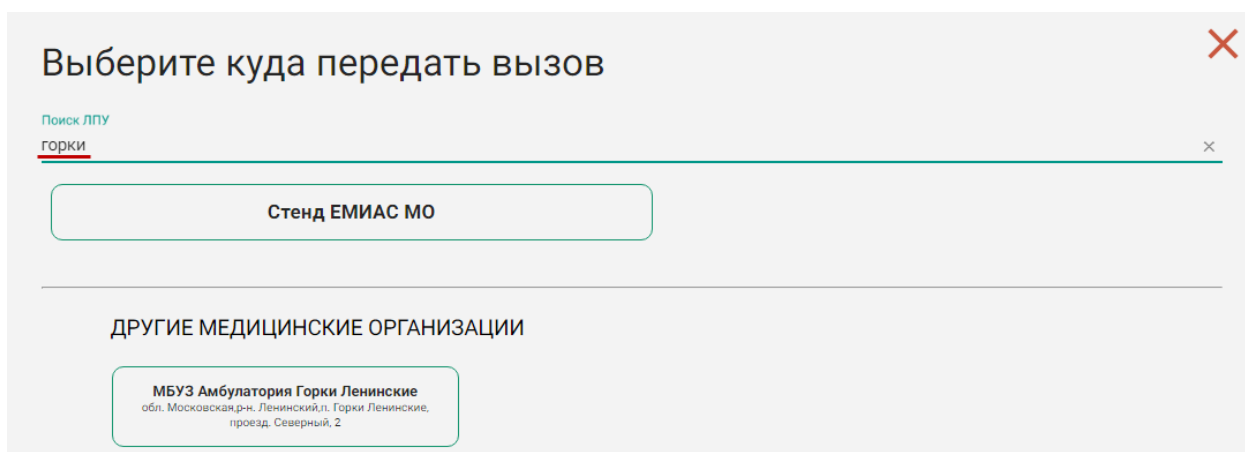 Выберите куда передать вызов
Поиск ЛПУ
горки
Стенд ЕМИАС МО
ДРУГИЕ МЕДИЦИНСКИЕ ОРГАНИЗАЦИИ
МБУЗ Амбулатория Горки Ленинские
обл. Московская,р-н. Ленинский,п. Горки Ленинские,
проезд. Северный, 2